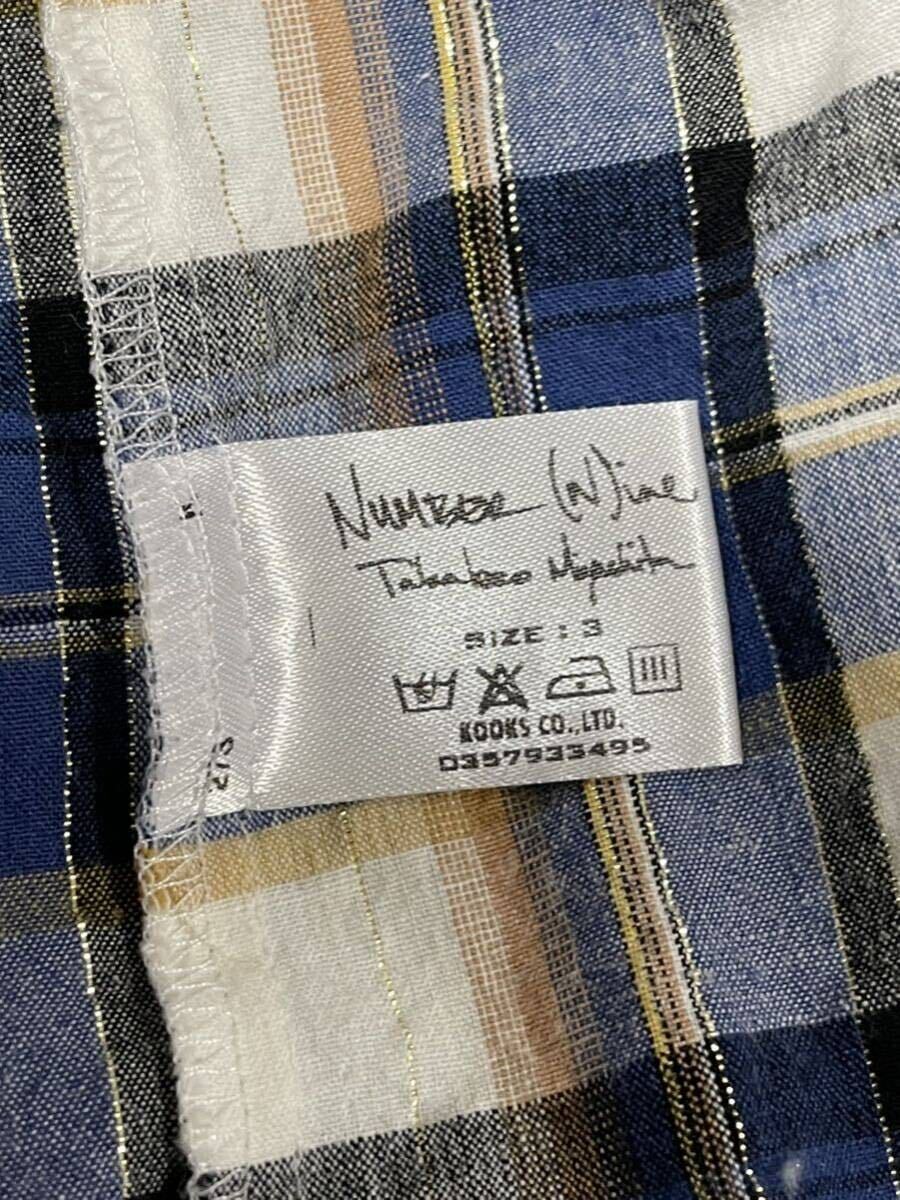 NUMBER (N)ine
Takahiro Miyashita
SIZE : 3
KOOKS CO.,LTD.
0357933495